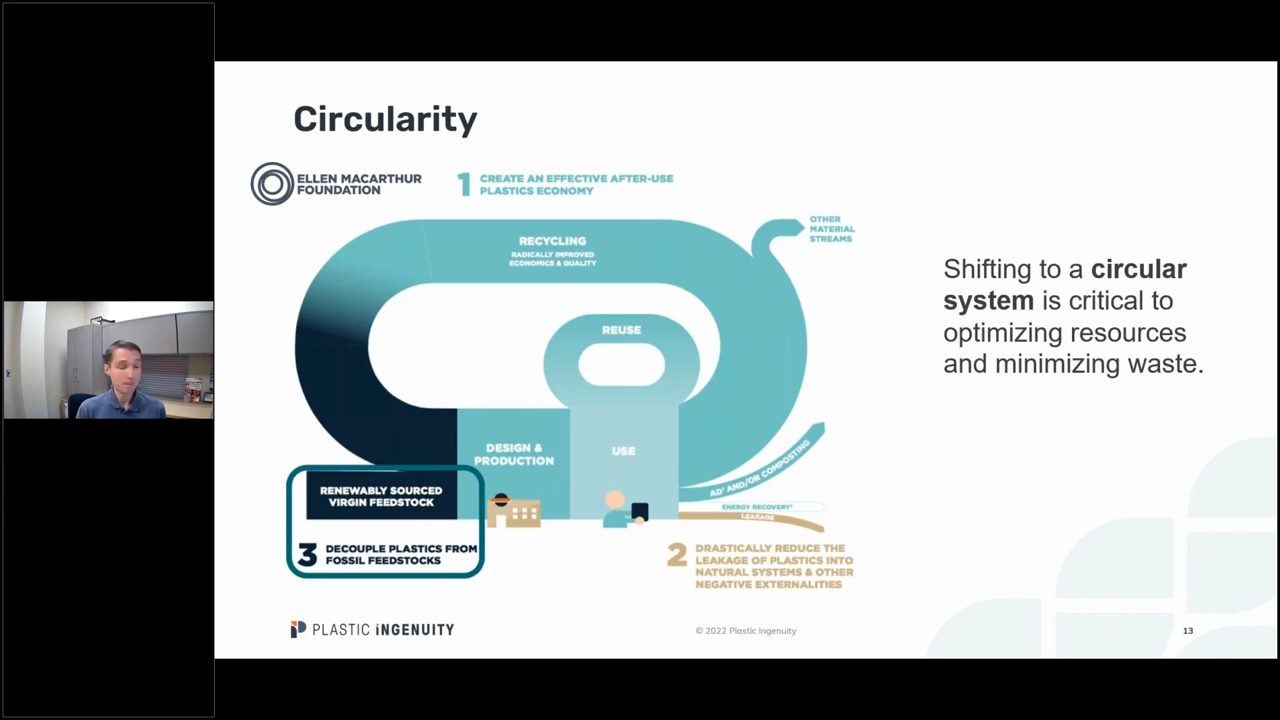 Circularity
ELLEN MACARTHUR
FOUNDATION
1 CREATE AN EFFECTIVE AFTER-USE
PLASTICS ECONOMY
OTHER
MATERIAL
STREAMS
RECYCLING
RADICALLY IMPROVED
ECONOMICS & QUALITY
REUSE
DESIGN &
PRODUCTION
USE
AD¹ AND/OR COMPOSTING
ENERGY RECOVERY²
LEAKAGE
RENEWABLY SOURCED
VIRGIN FEEDSTOCK
3 DECOUPLE PLASTICS FROM
FOSSIL FEEDSTOCKS
2 DRASTICALLY REDUCE THE
LEAKAGE OF PLASTICS INTO
NATURAL SYSTEMS & OTHER
NEGATIVE EXTERNALITIES
Shifting to a circular
system is critical to
optimizing resources
and minimizing waste.
PLASTIC iNGENUITY
© 2022 Plastic Ingenuity
13